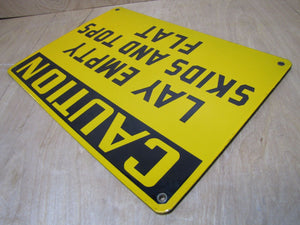 CAUTION
LAY EMPTY
SKIDS AND TOPS
FLAT